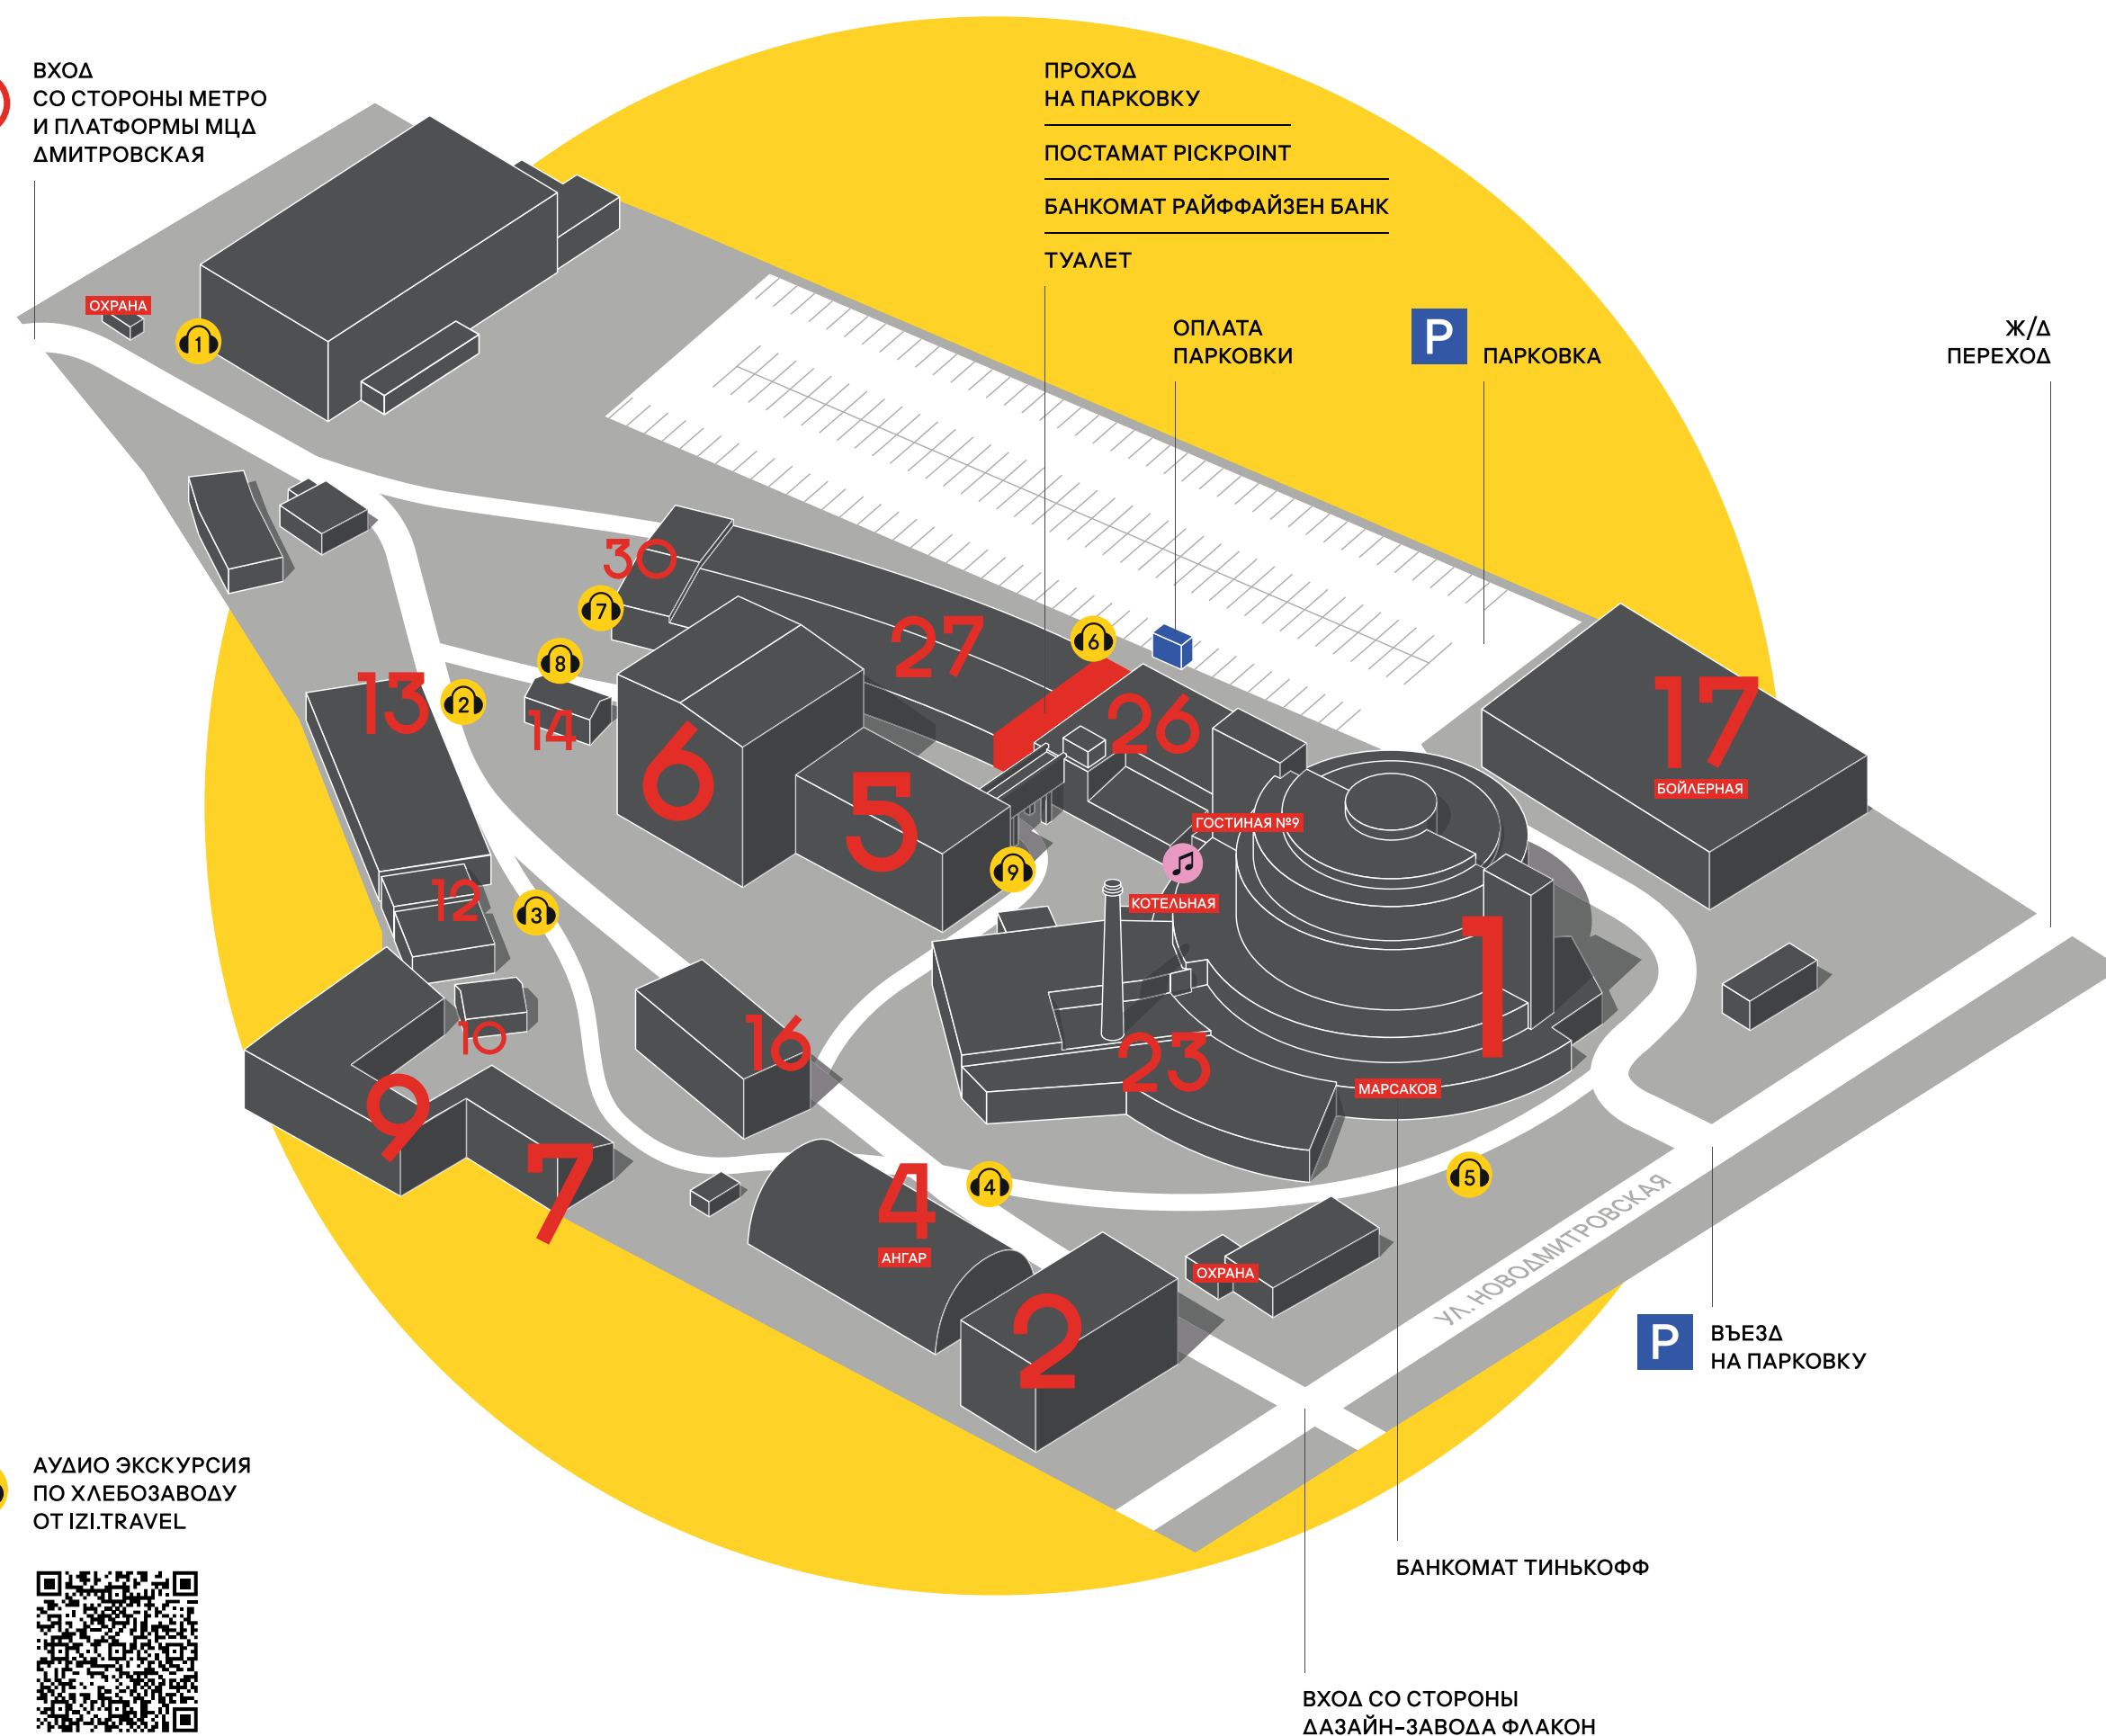 ВХОД
СО СТОРОНЫ МЕТРО
И ПЛАТФОРМЫ МЦД
ДМИТРОВСКАЯ
ПРОХОД
НА ПАРКОВКУ
ПОСТАМАТ PICKPOINT
БАНКОМАТ РАЙФФАЙЗЕН БАНК
ТУАЛЕТ
ОПЛАТА
ПАРКОВКИ
P
ПАРКОВКА
Ж/Д
ПЕРЕХОД
ОХРАНА
1
30
7
27
6
8
13
2
14
6
26
17
БОЙЛЕРНАЯ
5
ГОСТИНАЯ №9
9
КОТЕЛЬНАЯ
12
3
1
10
16
23
9
МАРСАКОВ
7
4
АНГАР
4
5
ОХРАНА
2
УЛ. НОВОДМИТРОВСКАЯ
P
ВЪЕЗД
НА ПАРКОВКУ
АУДИО ЭКСКУРСИЯ
ПО ХЛЕБОЗАВОДУ
ОТ IZI.TRAVEL
БАНКОМАТ ТИНЬКОФФ
ВХОД СО СТОРОНЫ
ДАЗАЙН-ЗАВОДА ФЛАКОН